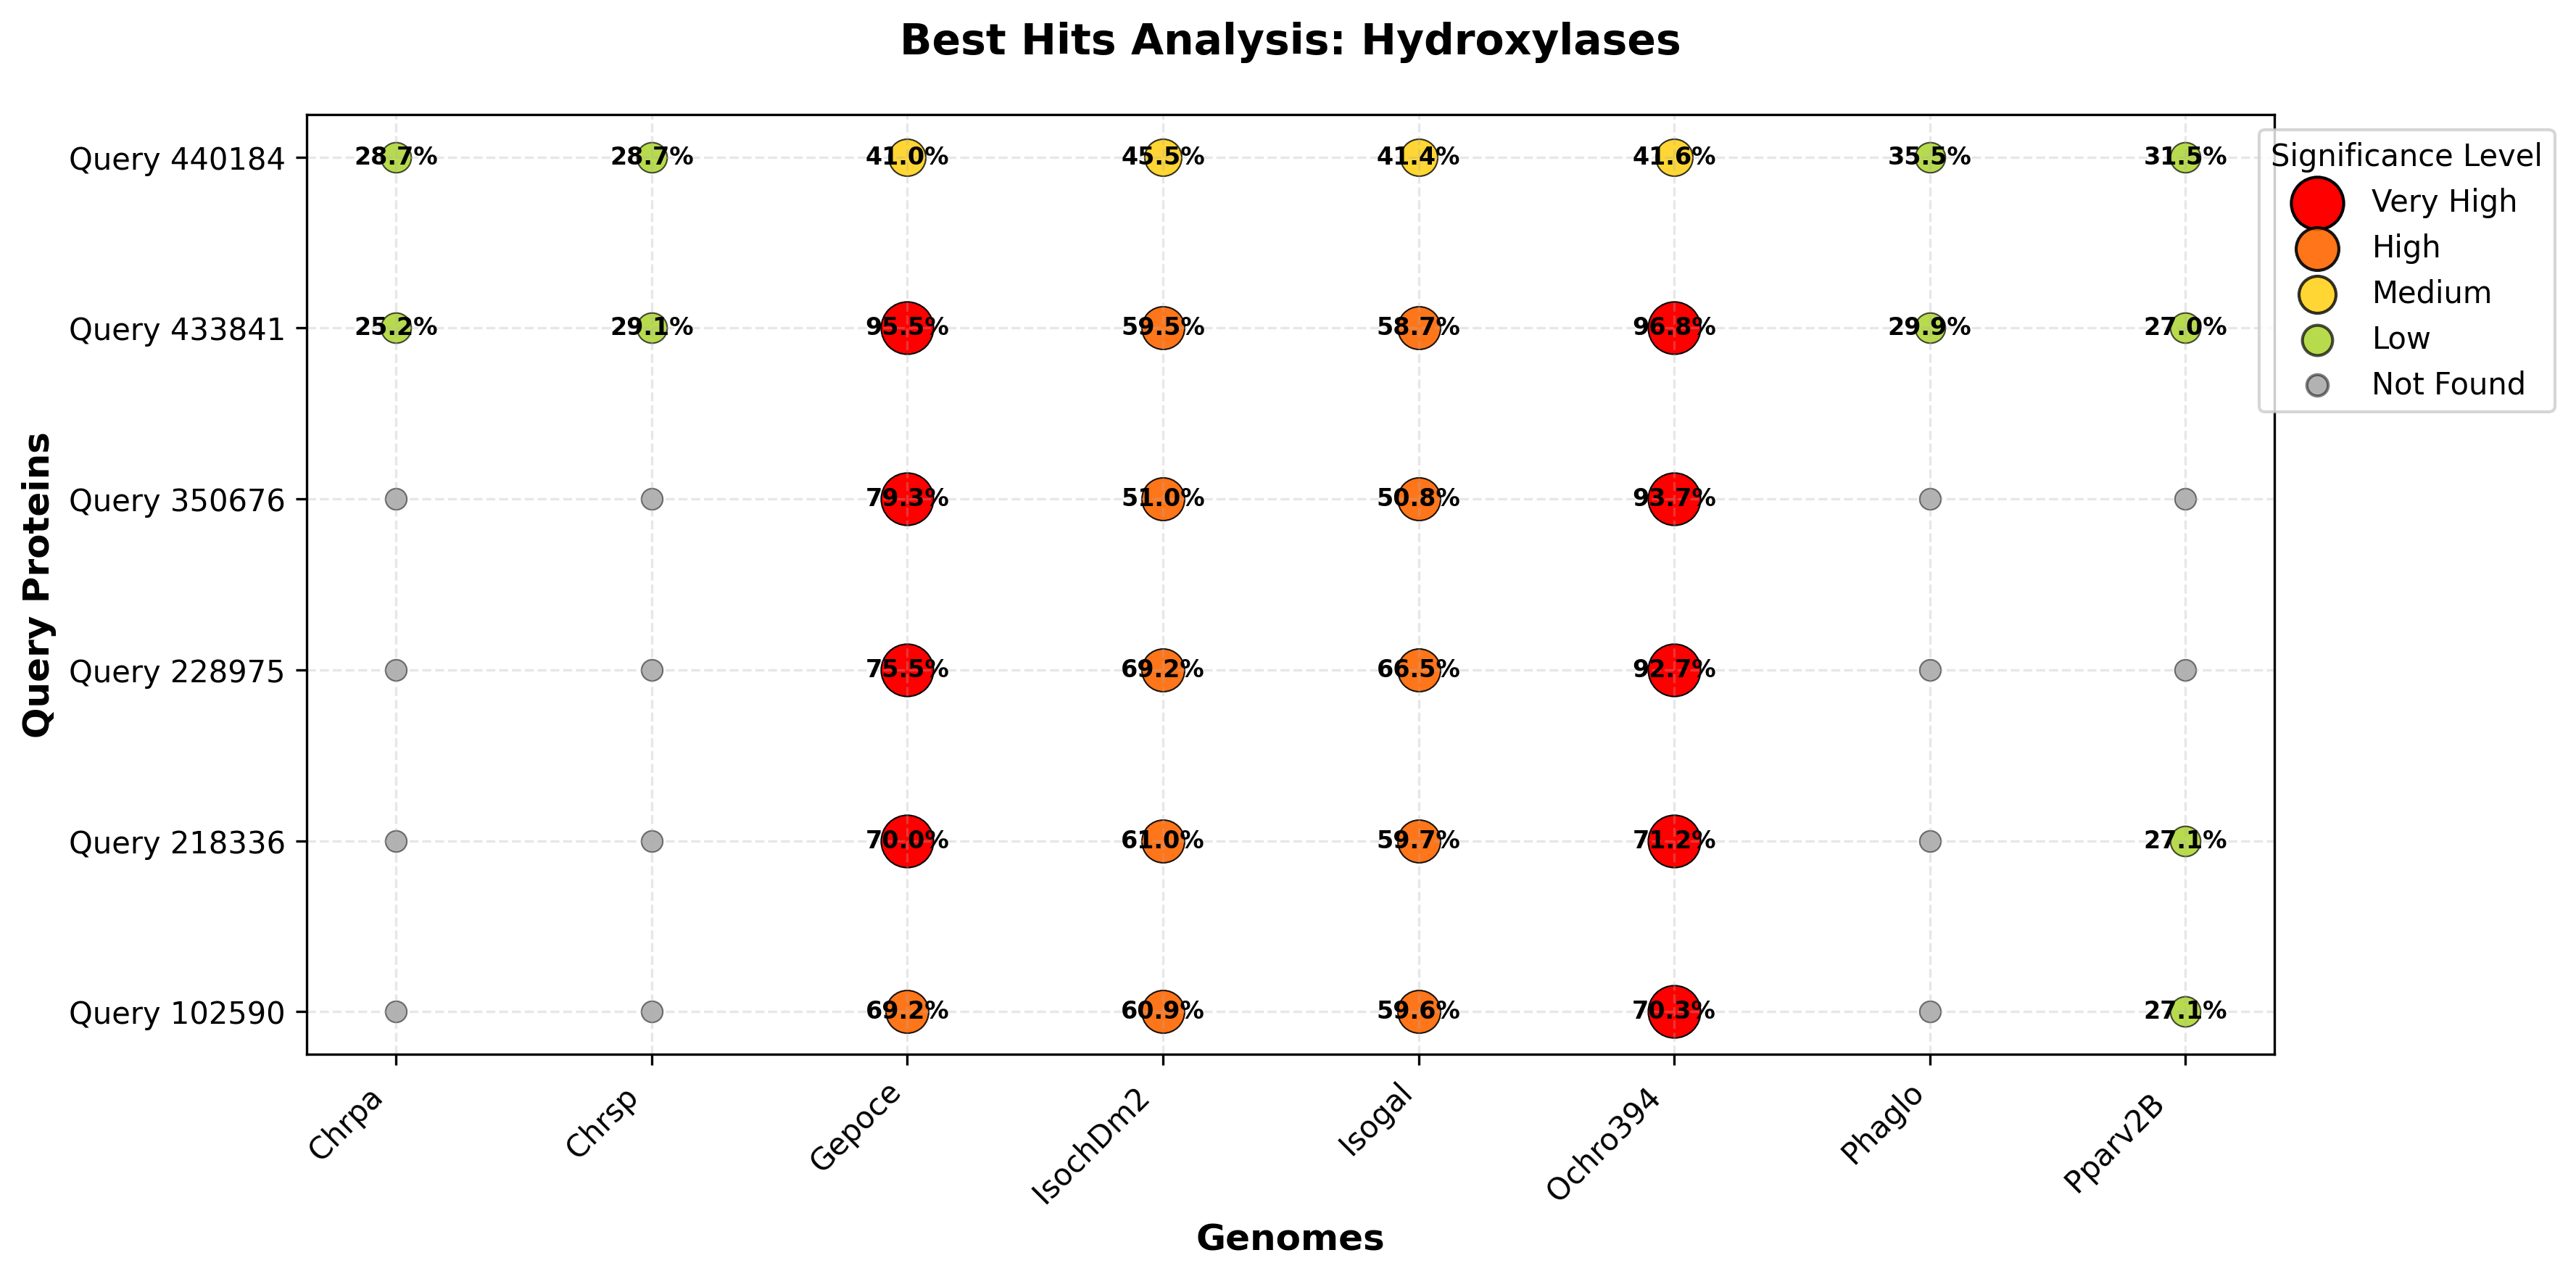 Best Hits Analysis: Hydroxylases
Query 440184 28.7% 28.7% 41.0% 45.5% 41.4% 41.6% 35.5% 31.5%
Significance Level
Very High
High
Medium
Low
Not Found
Query 433841 25.2% 29.1% 95.5% 59.5% 58.7% 96.8% 29.9% 27.0%
Query 350676 79.3% 51.0% 50.8% 93.7%
Query 228975 75.5% 69.2% 66.5% 92.7%
Query 218336 70.0% 61.0% 59.7% 71.2% 27.1%
Query 102590 69.2% 60.9% 59.6% 70.3% 27.1%
Query Proteins
Chrpa Chrsp Gepoce IsochDm2 Isogal Ochro394 Phaglo Pparv2B
Genomes